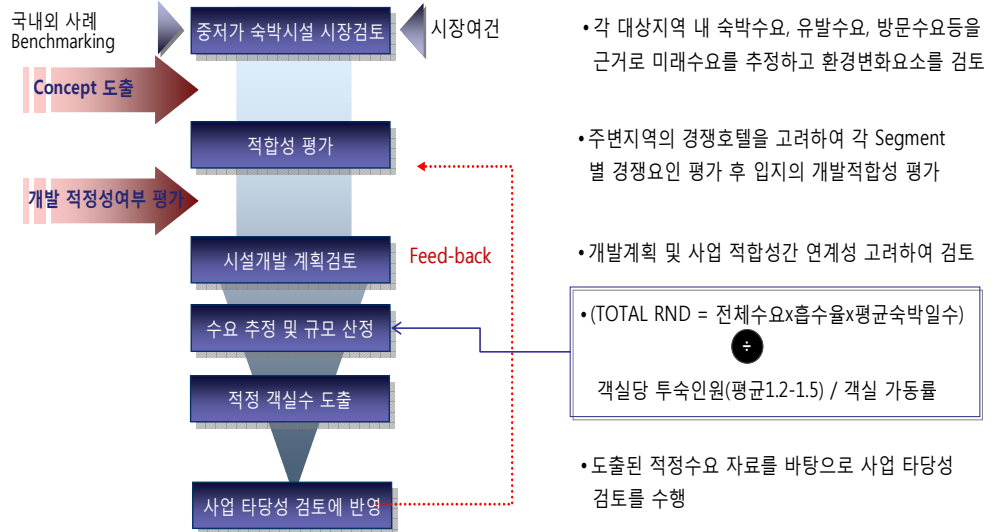 국내외 사례
Benchmarking
중저가 숙박시설 시장검토
시장여건
Concept 도출
적합성 평가
개발 적정성여부 평가
시설개발 계획검토
Feed-back
수요 추정 및 규모 산정
적정 객실수 도출
사업 타당성 검토에 반영
• 각 대상지역 내 숙박수요, 유발수요, 방문수요등을
근거로 미래수요를 추정하고 환경변화요소를 검토
• 주변지역의 경쟁호텔을 고려하여 각 Segment
별 경쟁요인 평가 후 입지의 개발적합성 평가
• 개발계획 및 사업 적합성간 연계성 고려하여 검토
• (TOTAL RND = 전체수요x흡수율x평균숙박일수)
÷
객실당 투숙인원(평균1.2-1.5) / 객실 가동률
• 도출된 적정수요 자료를 바탕으로 사업 타당성
검토를 수행